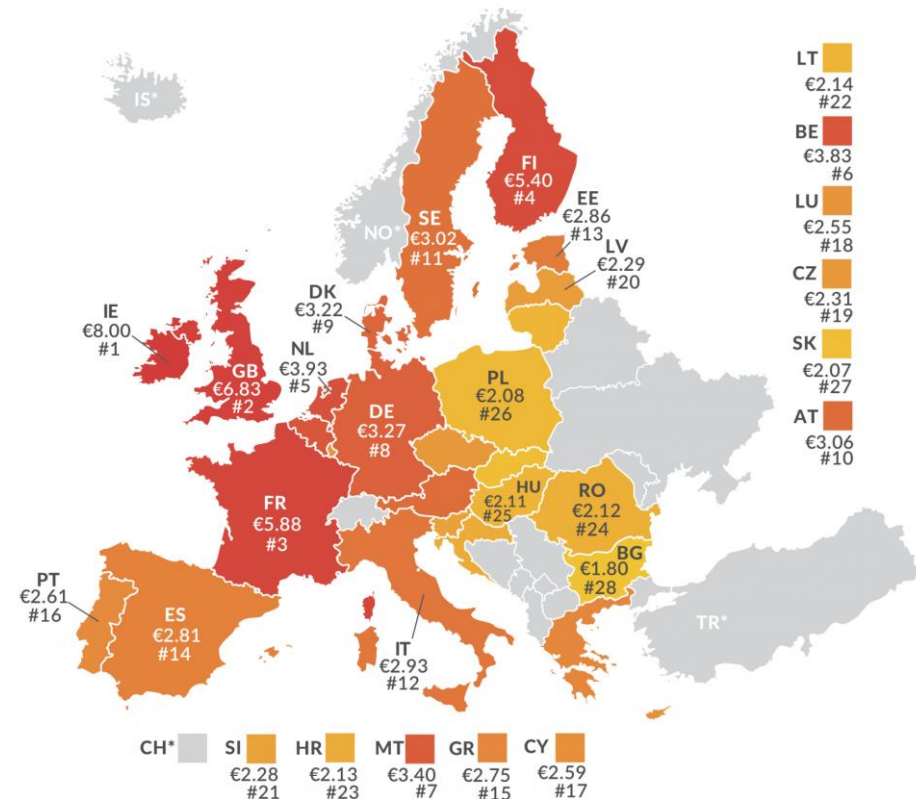 IS*
LT
€2.14
#22
BE
€3.83
#6
LU
€2.55
#18
CZ
€2.31
#19
SK
€2.07
#27
AT
€3.06
#10
FI
€5.40
#4
SE
€3.02
#11
NO*
EE
€2.86
#13
LV
€2.29
#20
DK
€3.22
#9
IE
€8.00
#1
GB
€6.83
#2
NL
€3.93
#5
DE
€3.27
#8
PL
€2.08
#26
FR
€5.88
#3
HU
€2.11
#25
RO
€2.12
#24
BG
€1.80
#28
PT
€2.61
#16
ES
€2.81
#14
IT
€2.93
#12
TR*
CH*
SI
€2.28
#21
HR
€2.13
#23
MT
€3.40
#7
GR
€2.75
#15
CY
€2.59
#17